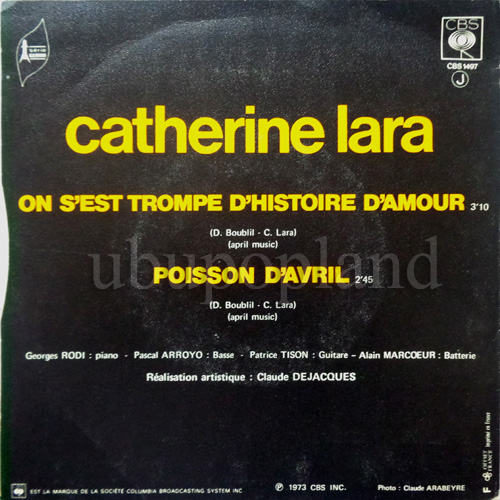 CBS
CBS 1497
J
catherine lara
ON S'EST TROMPE D'HISTOIRE D'AMOUR 3'10
(D. Boublil - C. Lara)
(april music)
ubupopland
POISSON D'AVRIL 2'45
(D. Boublil - C. Lara)
(april music)
Georges RODI : piano - Pascal ARROYO : Basse - Patrice TISON : Guitare - Alain MARCOEUR : Batterie
Réalisation artistique : Claude DEJACQUES
EST LA MARQUE DE LA SOCIÉTÉ COLUMBIA BROADCASTING SYSTEM INC
℗ 1973 CBS INC.
Photo : Claude ARABEYRE
OFFSET FRANCE